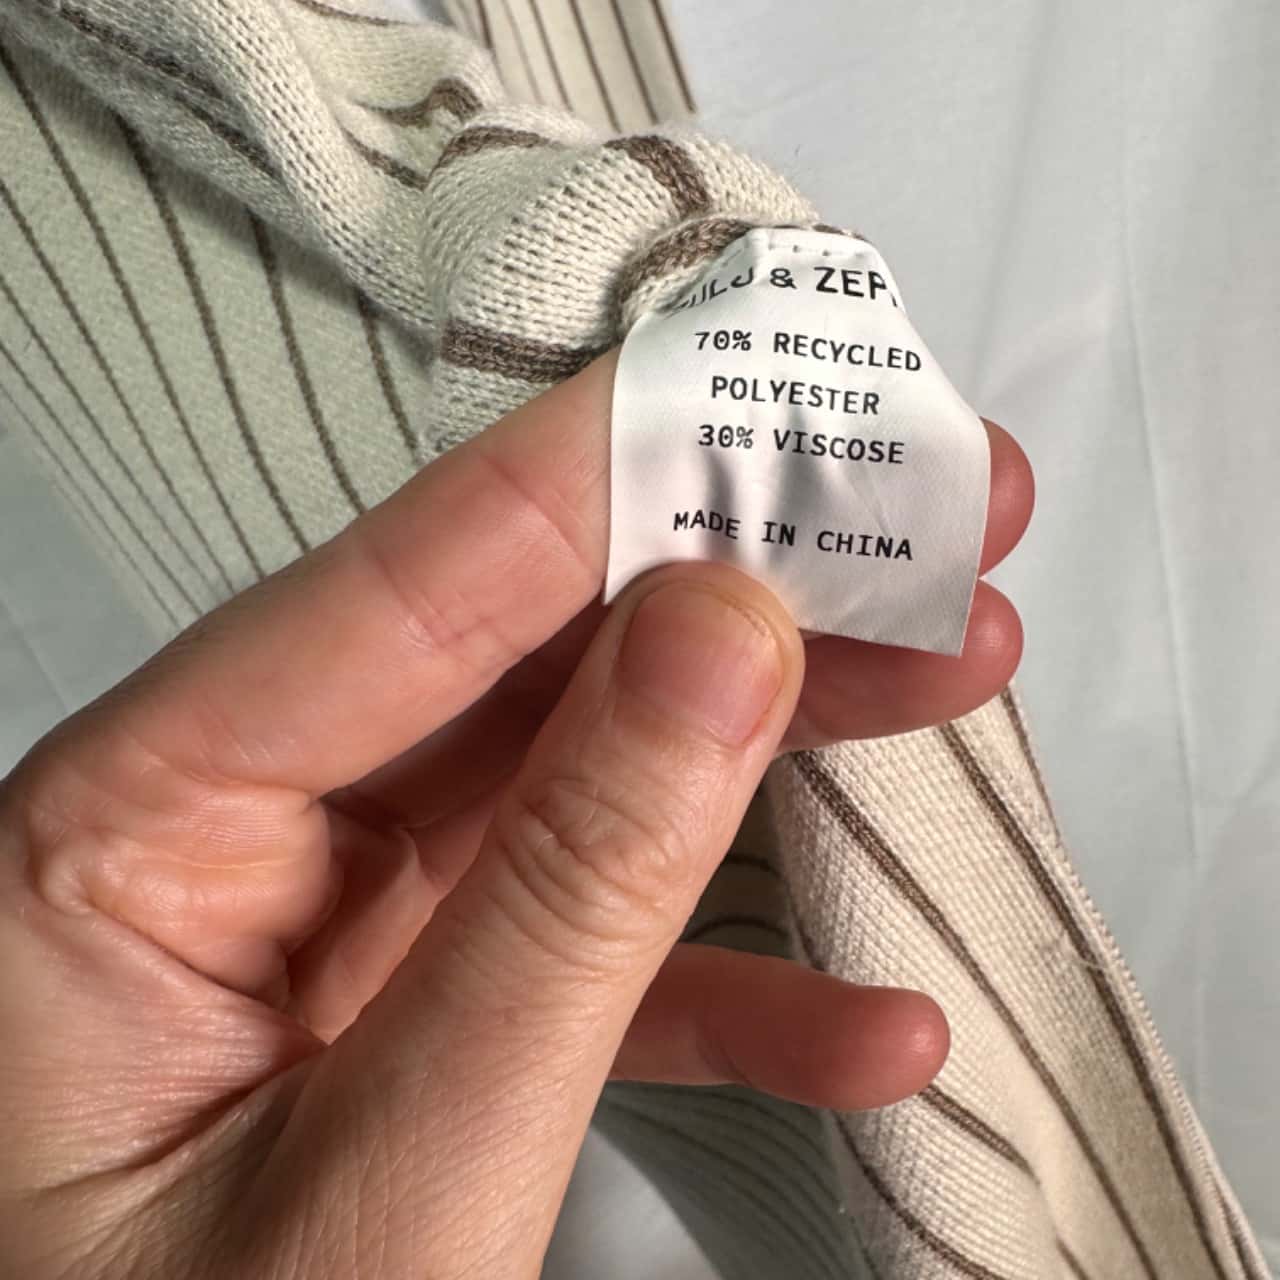 & ZEP
70% RECYCLED
POLYESTER
30% VISCOSE
MADE IN CHINA